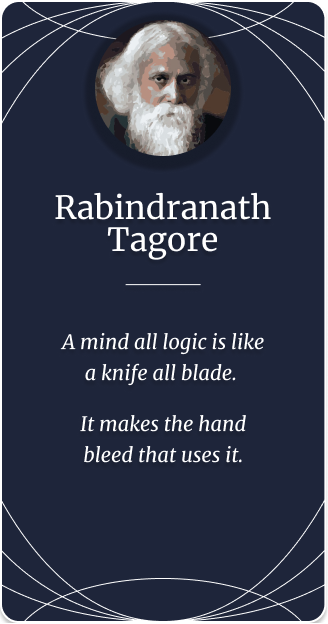 Rabindranath
Tagore
A mind all logic is like
a knife all blade.
It makes the hand
bleed that uses it.